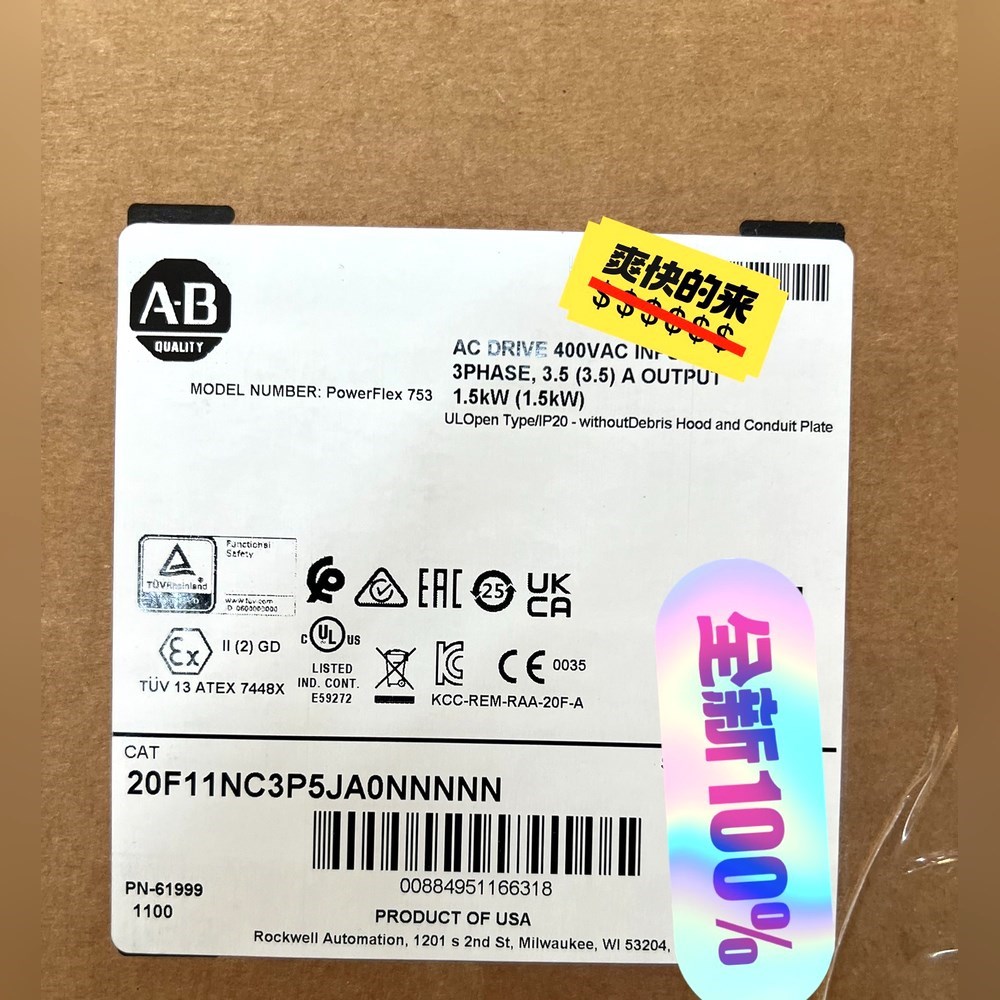 爽快的来
$$$$$$
A-B
QUALITY
AC DRIVE 400VAC
3PHASE, 3.5 (3.5) A OUTPUT
MODEL NUMBER: PowerFlex 753
1.5kW (1.5kW)
ULOpen Type/IP20 - withoutDebris Hood and Conduit Plate
Functional
Safety
TÜVRheinland
www.tuv.com
ID 0600000000
EAC
25
UK
CA
Ex
II (2) GD
C UL US
LISTED
IND. CONT.
E59272
TÜV 13 ATEX 7448X
KC
CE 0035
KCC-REM-RAA-20F-A
CAT
20F11NC3P5JA0NNNNN
00884951166318
PN-61999
1100
PRODUCT OF USA
Rockwell Automation, 1201 s 2nd St, Milwaukee, WI 53204,
全新100%